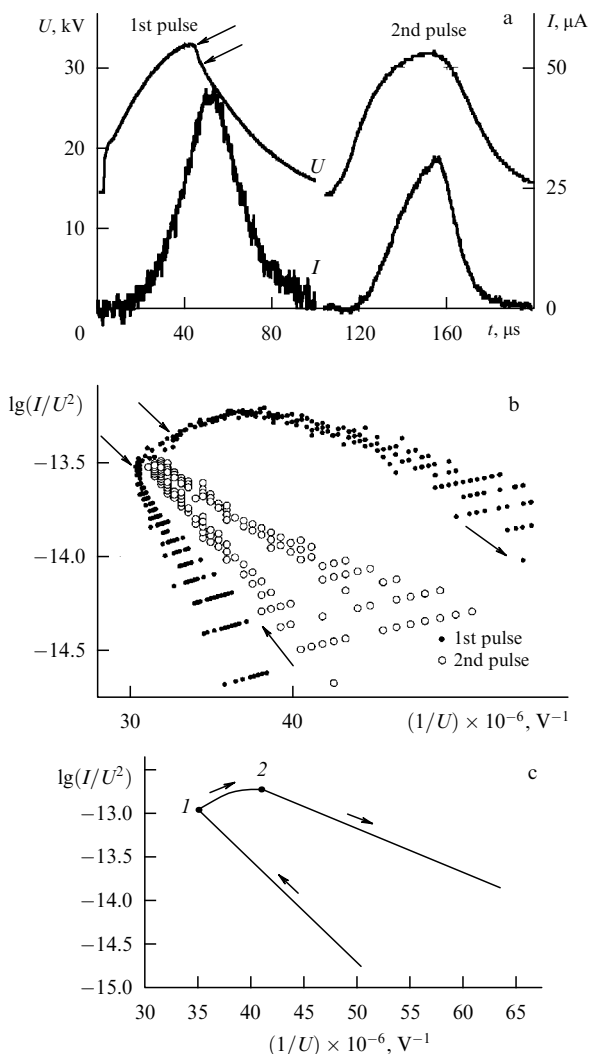 U, kV 1st pulse 2nd pulse a I, μA
30 50
20 U 25
10
I
0 40 80 120 160 t, μs 0
lg(I/U²) b
−13.5
−14.0
−14.5
1st pulse
2nd pulse
30 40 (1/U) × 10⁻⁶, V⁻¹
lg(I/U²) c
2
1
−13.0
−13.5
−14.0
−14.5
−15.0
30 35 40 45 50 55 60 65
(1/U) × 10⁻⁶, V⁻¹